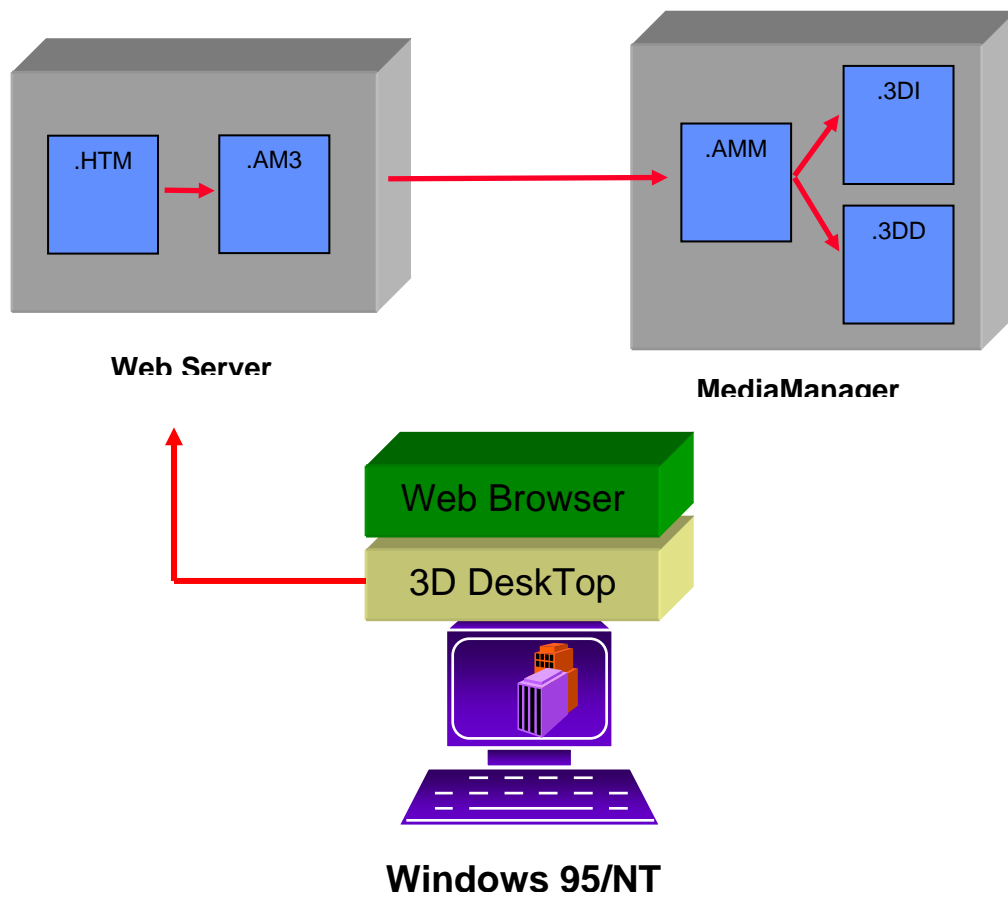 .HTM
.AM3
.AMM
.3DI
.3DD
Web Server
MediaManager
Web Browser
3D DeskTop
Windows 95/NT